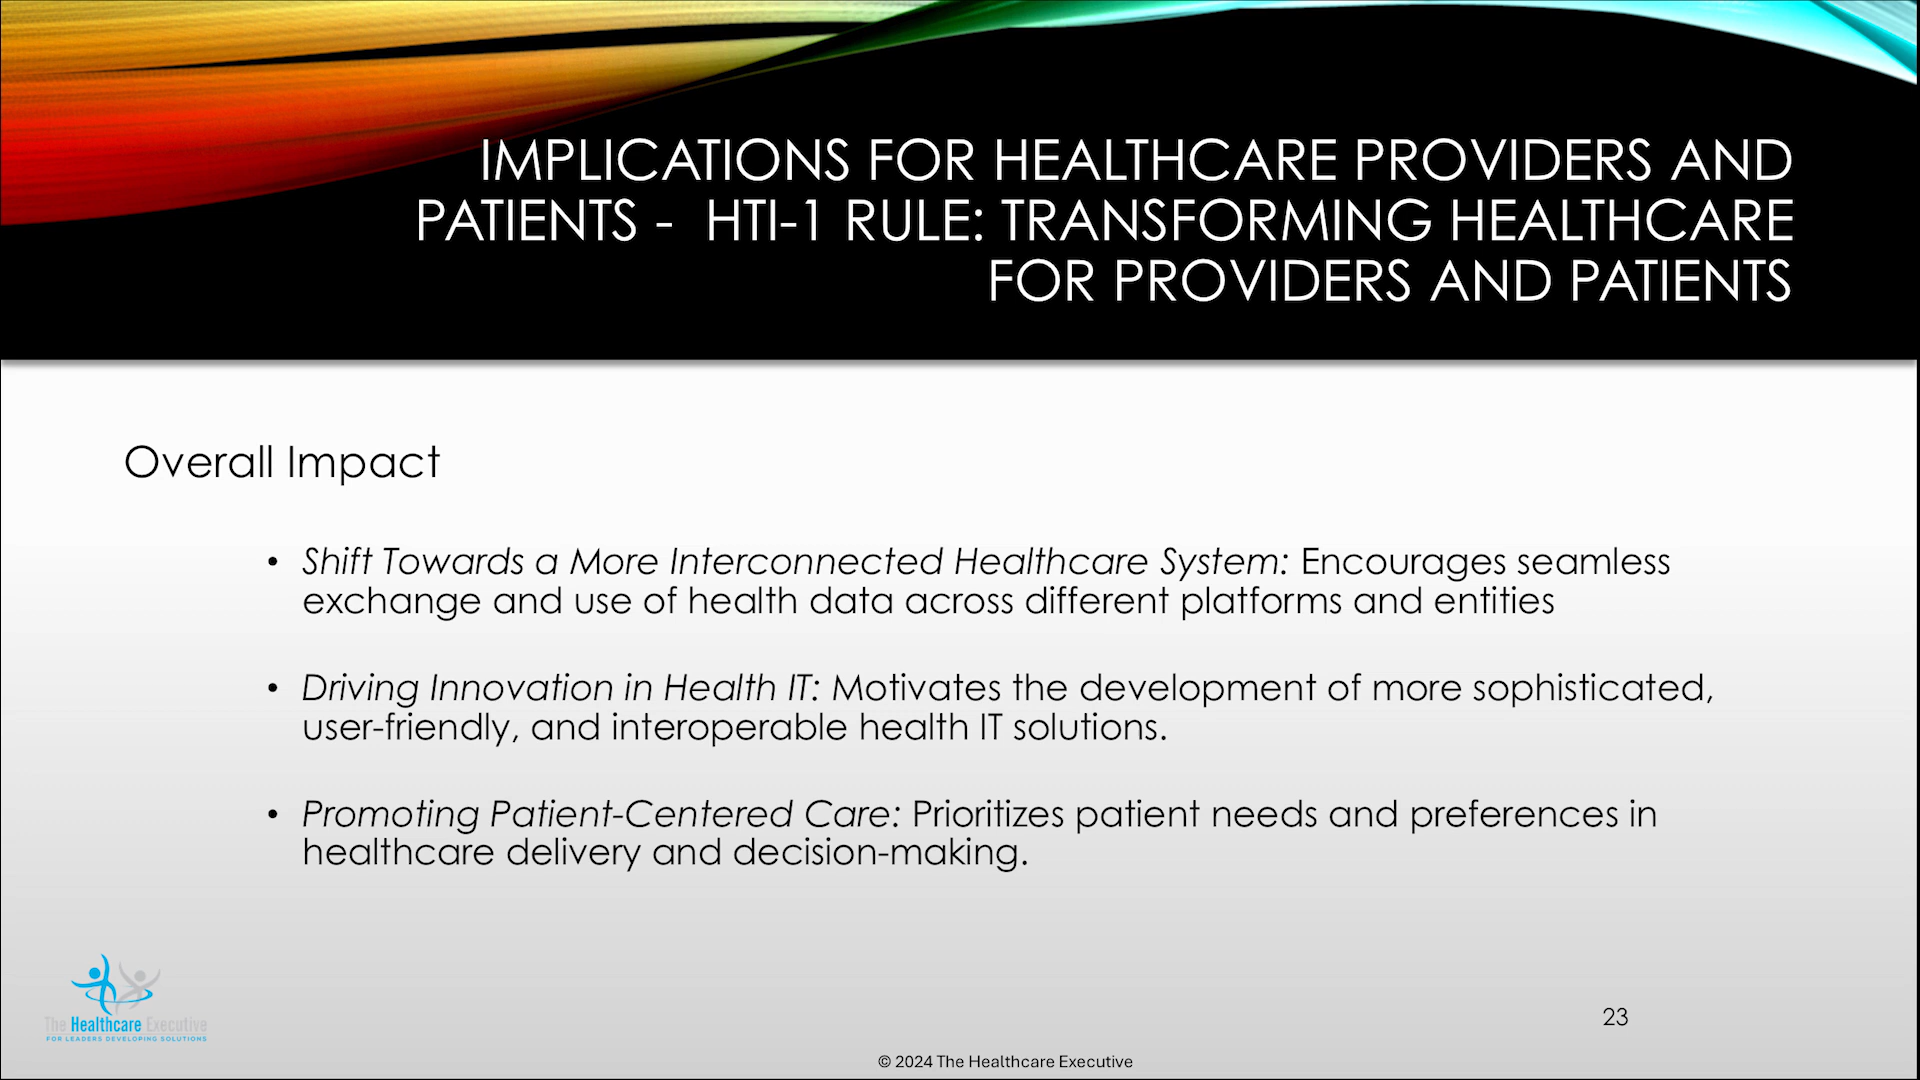 IMPLICATIONS FOR HEALTHCARE PROVIDERS AND
PATIENTS -  HTI-1 RULE: TRANSFORMING HEALTHCARE
FOR PROVIDERS AND PATIENTS
Overall Impact
• Shift Towards a More Interconnected Healthcare System: Encourages seamless
exchange and use of health data across different platforms and entities
• Driving Innovation in Health IT: Motivates the development of more sophisticated,
user-friendly, and interoperable health IT solutions.
• Promoting Patient-Centered Care: Prioritizes patient needs and preferences in
healthcare delivery and decision-making.
The Healthcare Executive
FOR LEADERS DEVELOPING SOLUTIONS
23
© 2024 The Healthcare Executive